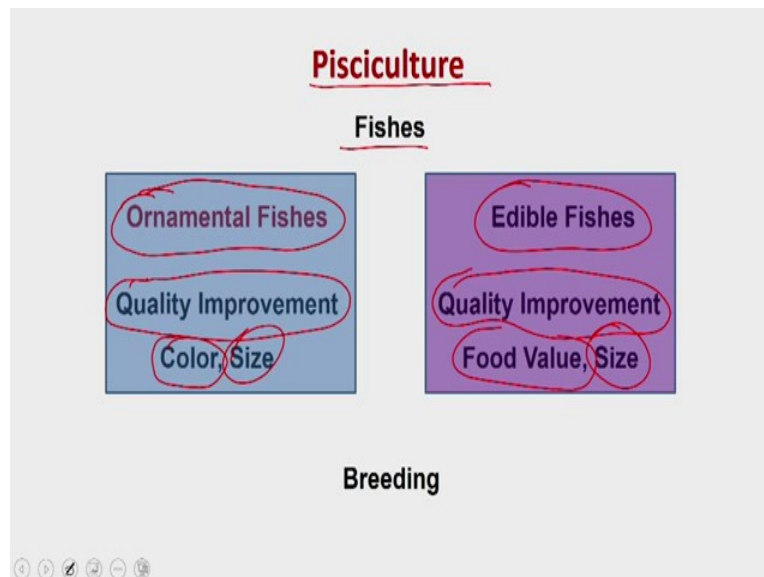 Pisciculture
Fishes
Ornamental Fishes
Quality Improvement
Color, Size
Edible Fishes
Quality Improvement
Food Value, Size
Breeding